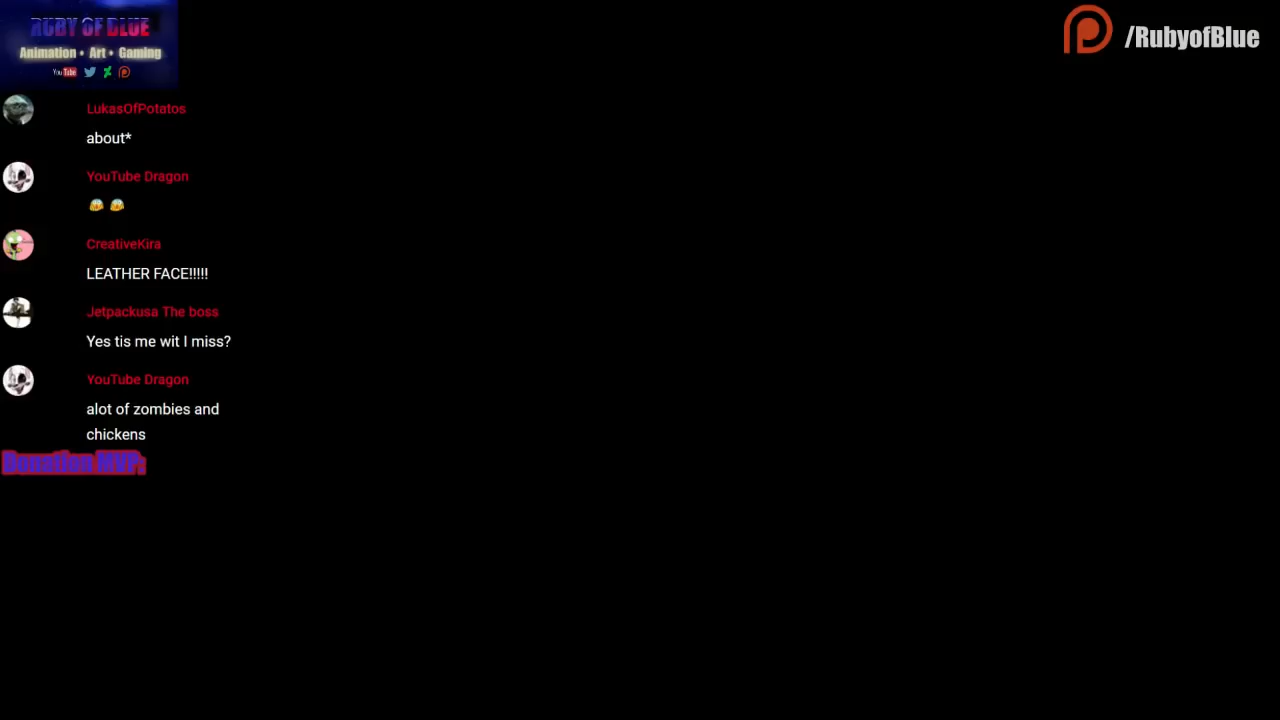 RUBY OF BLUE
Animation • Art • Gaming
YouTube
/RubyofBlue
LukasOfPotatos
about*
YouTube Dragon
😱 😱
CreativeKira
LEATHER FACE!!!!!
Jetpackusa The boss
Yes tis me wit I miss?
YouTube Dragon
alot of zombies and
chickens
Donution MVP: